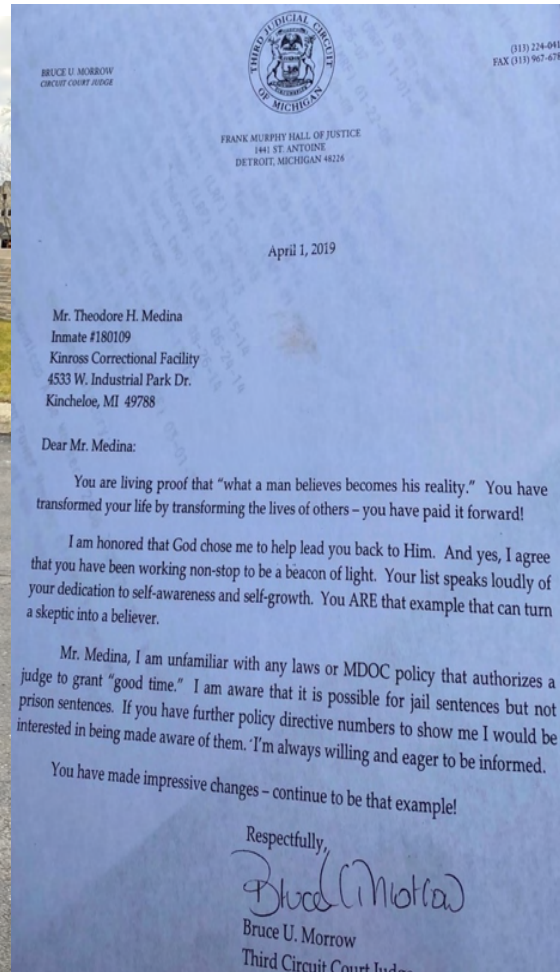 THIRD JUDICIAL CIRCUIT
OF MICHIGAN
BRUCE U. MORROW
CIRCUIT COURT JUDGE
(313) 224-041
FAX (313) 967-678
FRANK MURPHY HALL OF JUSTICE
1441 ST. ANTOINE
DETROIT, MICHIGAN 48226
April 1, 2019
Mr. Theodore H. Medina
Inmate #180109
Kinross Correctional Facility
4533 W. Industrial Park Dr.
Kincheloe, MI 49788
Dear Mr. Medina:
You are living proof that “what a man believes becomes his reality.” You have
transformed your life by transforming the lives of others – you have paid it forward!
I am honored that God chose me to help lead you back to Him. And yes, I agree
that you have been working non-stop to be a beacon of light. Your list speaks loudly of
your dedication to self-awareness and self-growth. You ARE that example that can turn
a skeptic into a believer.
Mr. Medina, I am unfamiliar with any laws or MDOC policy that authorizes a
judge to grant “good time.” I am aware that it is possible for jail sentences but not
prison sentences. If you have further policy directive numbers to show me I would be
interested in being made aware of them. I’m always willing and eager to be informed.
You have made impressive changes – continue to be that example!
Respectfully,
Bruce U. Morrow
Third Circuit Court Judge